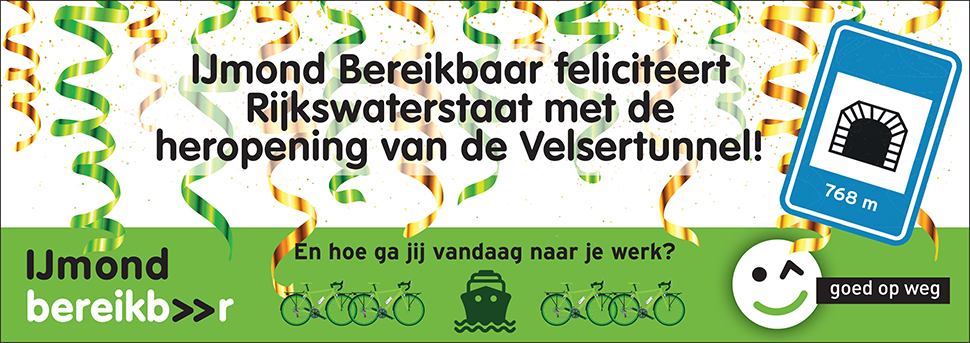 IJmond Bereikbaar feliciteert
Rijkswaterstaat met de
heropening van de Velsertunnel!
768 m
En hoe ga jij vandaag naar je werk?
IJmond
bereikb>>r
goed op weg